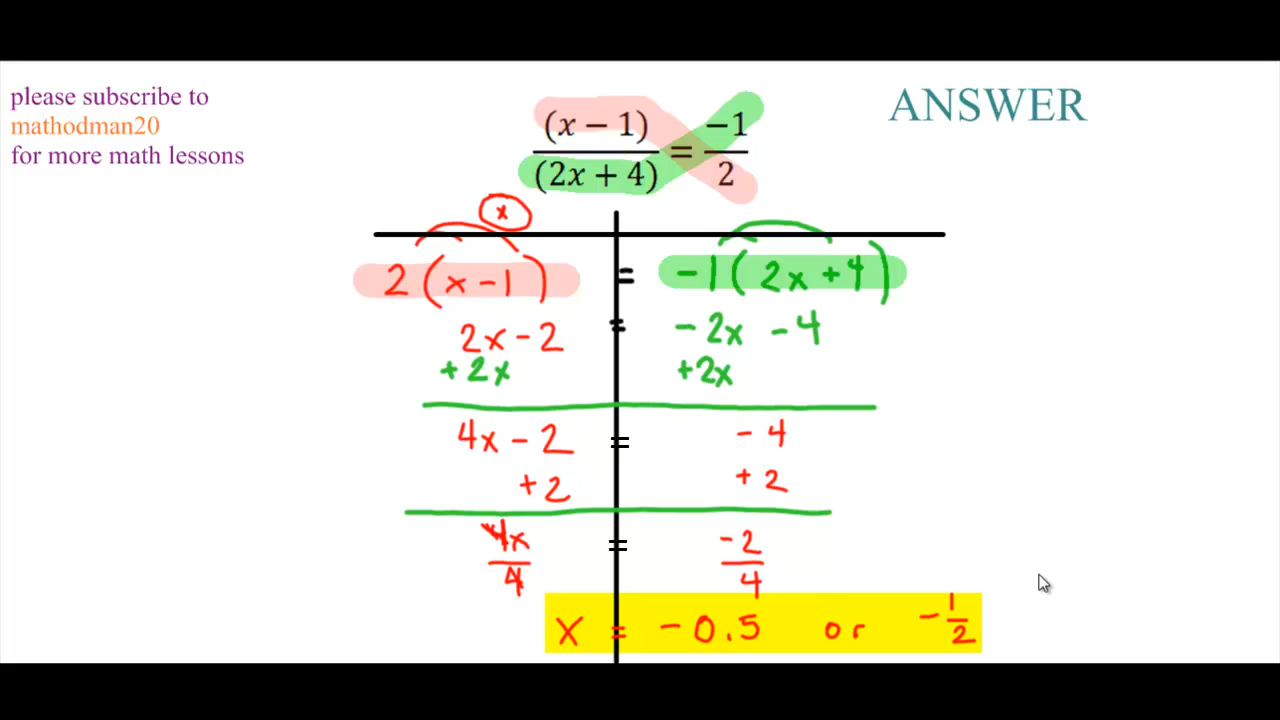 please subscribe to
mathodman20
for more math lessons
ANSWER
(x − 1)/(2x + 4) = −1/2
x
2(x − 1) = −1(2x + 4)
2x − 2 = −2x − 4
+2x +2x
4x − 2 = −4
+2 +2
4x/4 = −2/4
x = −0.5 or −1/2